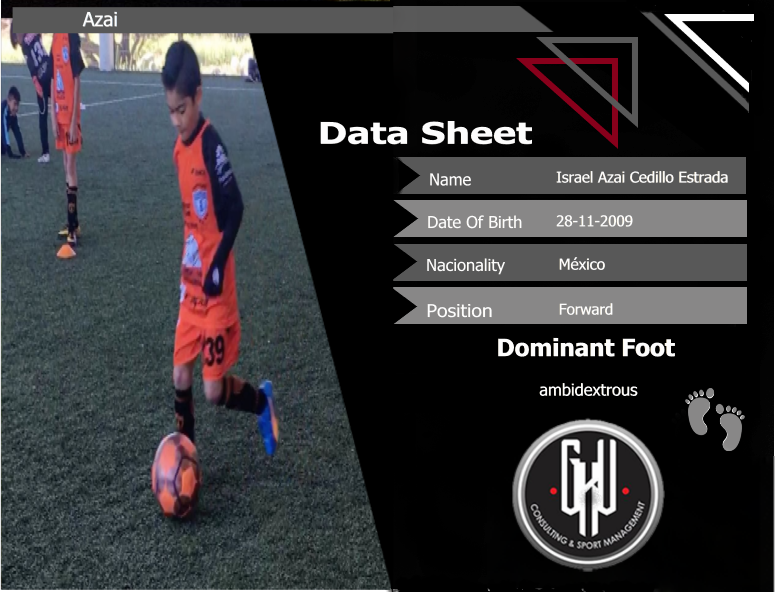 Azai
Data Sheet
Name Israel Azai Cedillo Estrada
Date Of Birth 28-11-2009
Nacionality México
Position Forward
Dominant Foot
ambidextrous
CONSULTING & SPORT MANAGEMENT
39